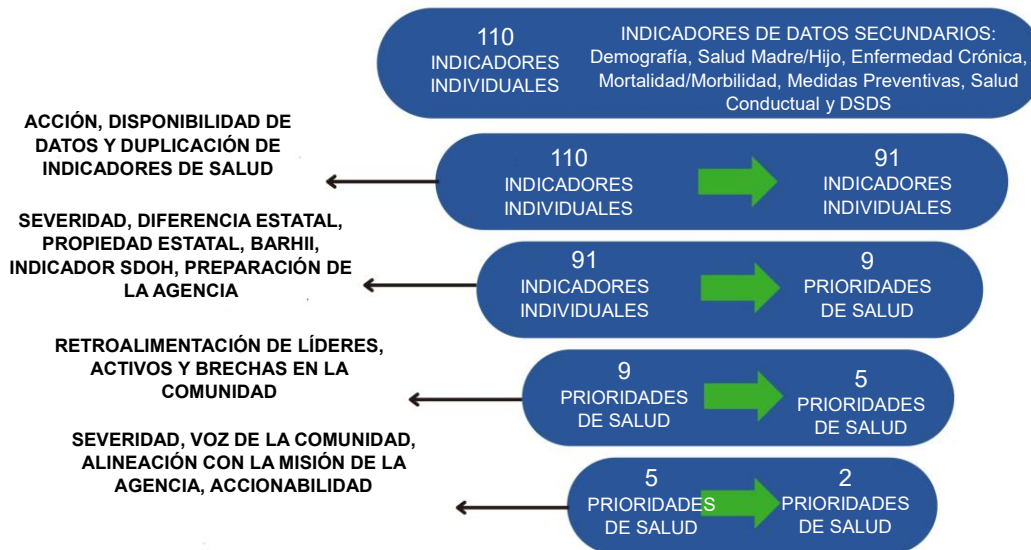 110
INDICADORES
INDIVIDUALES
INDICADORES DE DATOS SECUNDARIOS:
Demografía, Salud Madre/Hijo, Enfermedad Crónica,
Mortalidad/Morbilidad, Medidas Preventivas, Salud
Conductual y DSDS
ACCIÓN, DISPONIBILIDAD DE
DATOS Y DUPLICACIÓN DE
INDICADORES DE SALUD
110
INDICADORES
INDIVIDUALES
91
INDICADORES
INDIVIDUALES
SEVERIDAD, DIFERENCIA ESTATAL,
PROPIEDAD ESTATAL, BARHII,
INDICADOR SDOH, PREPARACIÓN DE
LA AGENCIA
91
INDICADORES
INDIVIDUALES
9
PRIORIDADES
DE SALUD
RETROALIMENTACIÓN DE LÍDERES,
ACTIVOS Y BRECHAS EN LA
COMUNIDAD
9
PRIORIDADES
DE SALUD
5
PRIORIDADES
DE SALUD
SEVERIDAD, VOZ DE LA COMUNIDAD,
ALINEACIÓN CON LA MISIÓN DE LA
AGENCIA, ACCIONABILIDAD
5
PRIORIDADES
DE SALUD
2
PRIORIDADES
DE SALUD